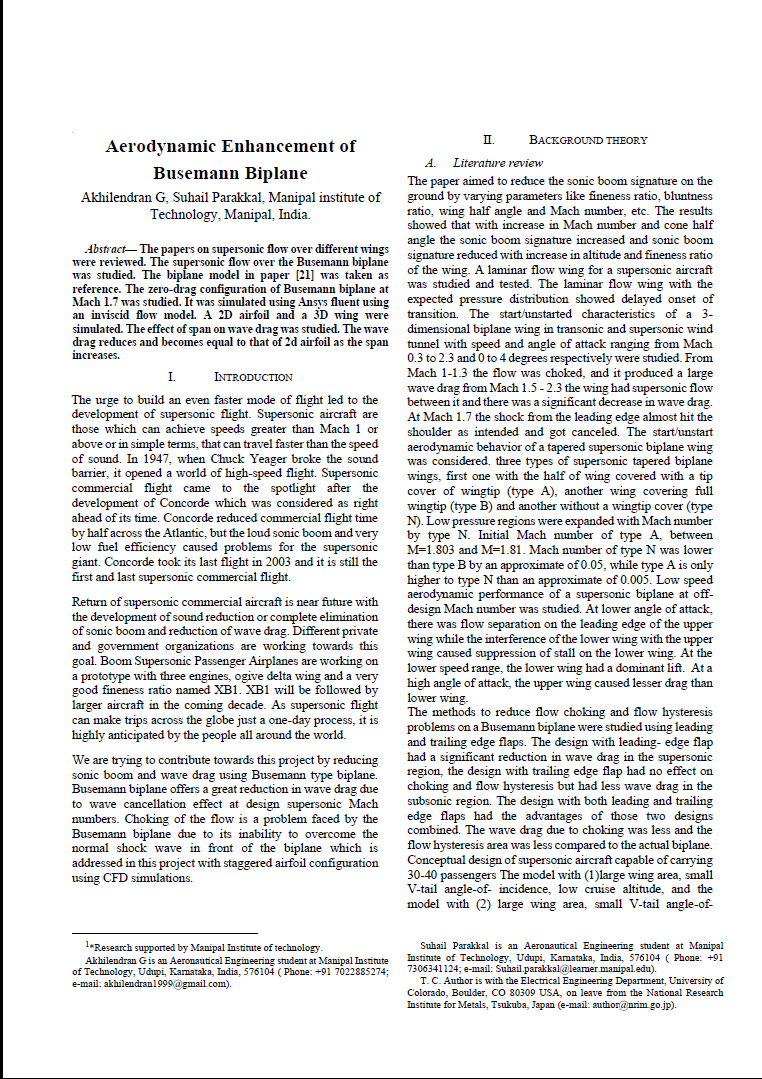 Aerodynamic Enhancement of
Busemann Biplane
Akhilendran G, Suhail Parakkal, Manipal institute of
Technology, Manipal, India.
Abstract— The papers on supersonic flow over different wings
were reviewed. The supersonic flow over the Busemann biplane
was studied. The biplane model in paper [21] was taken as
reference. The zero-drag configuration of Busemann biplane at
Mach 1.7 was studied. It was simulated using Ansys fluent using
an inviscid flow model. A 2D airfoil and a 3D wing were
simulated. The effect of span on wave drag was studied. The wave
drag reduces and becomes equal to that of 2d airfoil as the span
increases.
I. INTRODUCTION
The urge to build an even faster mode of flight led to the
development of supersonic flight. Supersonic aircraft are
those which can achieve speeds greater than Mach 1 or
above or in simple terms, that can travel faster than the speed
of sound. In 1947, when Chuck Yeager broke the sound
barrier, it opened a world of high-speed flight. Supersonic
commercial flight came to the spotlight after the
development of Concorde which was considered as right
ahead of its time. Concorde reduced commercial flight time
by half across the Atlantic, but the loud sonic boom and very
low fuel efficiency caused problems for the supersonic
giant. Concorde took its last flight in 2003 and it is still the
first and last supersonic commercial flight.
Return of supersonic commercial aircraft is near future with
the development of sound reduction or complete elimination
of sonic boom and reduction of wave drag. Different private
and government organizations are working towards this
goal. Boom Supersonic Passenger Airplanes are working on
a prototype with three engines, ogive delta wing and a very
good fineness ratio named XB1. XB1 will be followed by
larger aircraft in the coming decade. As supersonic flight
can make trips across the globe just a one-day process, it is
highly anticipated by the people all around the world.
We are trying to contribute towards this project by reducing
sonic boom and wave drag using Busemann type biplane.
Busemann biplane offers a great reduction in wave drag due
to wave cancellation effect at design supersonic Mach
numbers. Choking of the flow is a problem faced by the
Busemann biplane due to its inability to overcome the
normal shock wave in front of the biplane which is
addressed in this project with staggered airfoil configuration
using CFD simulations.
1*Research supported by Manipal Institute of technology.
Akhilendran G is an Aeronautical Engineering student at Manipal Institute
of Technology, Udupi, Karnataka, India, 576104 ( Phone: +91 7022885274;
e-mail: akhilendran1999@gmail.com).
II. BACKGROUND THEORY
A. Literature review
The paper aimed to reduce the sonic boom signature on the
ground by varying parameters like fineness ratio, bluntness
ratio, wing half angle and Mach number, etc. The results
showed that with increase in Mach number and cone half
angle the sonic boom signature increased and sonic boom
signature reduced with increase in altitude and fineness ratio
of the wing. A laminar flow wing for a supersonic aircraft
was studied and tested. The laminar flow wing with the
expected pressure distribution showed delayed onset of
transition. The start/unstarted characteristics of a 3-
dimensional biplane wing in transonic and supersonic wind
tunnel with speed and angle of attack ranging from Mach
0.3 to 2.3 and 0 to 4 degrees respectively were studied. From
Mach 1-1.3 the flow was choked, and it produced a large
wave drag from Mach 1.5 - 2.3 the wing had supersonic flow
between it and there was a significant decrease in wave drag.
At Mach 1.7 the shock from the leading edge almost hit the
shoulder as intended and got canceled. The start/unstart
aerodynamic behavior of a tapered supersonic biplane wing
was considered. three types of supersonic tapered biplane
wings, first one with the half of wing covered with a tip
cover of wingtip (type A), another wing covering full
wingtip (type B) and another without a wingtip cover (type
N). Low pressure regions were expanded with Mach number
by type N. Initial Mach number of type A, between
M=1.803 and M=1.81. Mach number of type N was lower
than type B by an approximate of 0.05, while type A is only
higher to type N than an approximate of 0.005. Low speed
aerodynamic performance of a supersonic biplane at off-
design Mach number was studied. At lower angle of attack,
there was flow separation on the leading edge of the upper
wing while the interference of the lower wing with the upper
wing caused suppression of stall on the lower wing. At the
lower speed range, the lower wing had a dominant lift. At a
high angle of attack, the upper wing caused lesser drag than
lower wing.
The methods to reduce flow choking and flow hysteresis
problems on a Busemann biplane were studied using leading
and trailing edge flaps. The design with leading- edge flap
had a significant reduction in wave drag in the supersonic
region, the design with trailing edge flap had no effect on
choking and flow hysteresis but had less wave drag in the
subsonic region. The design with both leading and trailing
edge flaps had the advantages of those two designs
combined. The wave drag due to choking was less and the
flow hysteresis area was less compared to the actual biplane.
Conceptual design of supersonic aircraft capable of carrying
30-40 passengers The model with (1)large wing area, small
V-tail angle-of- incidence, low cruise altitude, and the
model with (2) large wing area, small V-tail angle-of-
Suhail Parakkal is an Aeronautical Engineering student at Manipal
Institute of Technology, Udupi, Karnataka, India, 576104 ( Phone: +91
7306341124; e-mail: Suhail.parakkal@learner.manipal.edu).
T. C. Author is with the Electrical Engineering Department, University of
Colorado, Boulder, CO 80309 USA, on leave from the National Research
Institute for Metals, Tsukuba, Japan (e-mail: author@nrim.go.jp).